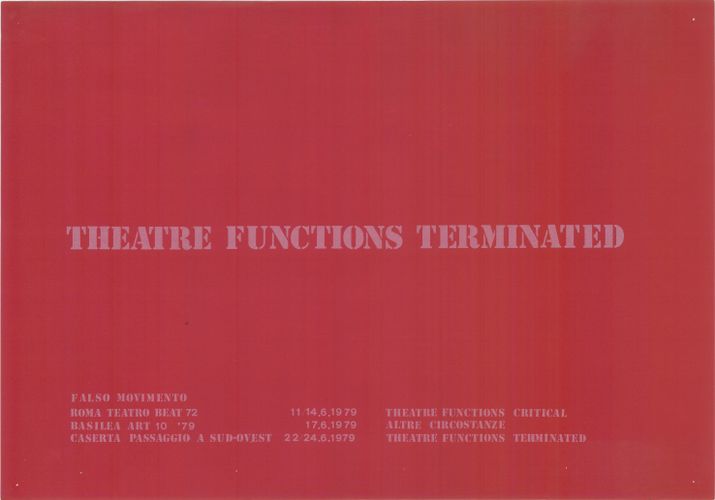 THEATRE FUNCTIONS TERMINATED
FALSO MOVIMENTO
ROMA TEATRO BEAT 72 11 14,6,1979 THEATRE FUNCTIONS CRITICAL
BASILEA ART 10 '79 17,6,1979 ALTRE CIRCOSTANZE
CASERTA PASSAGGIO A SUD-OVEST 22 24,6,1979 THEATRE FUNCTIONS TERMINATED